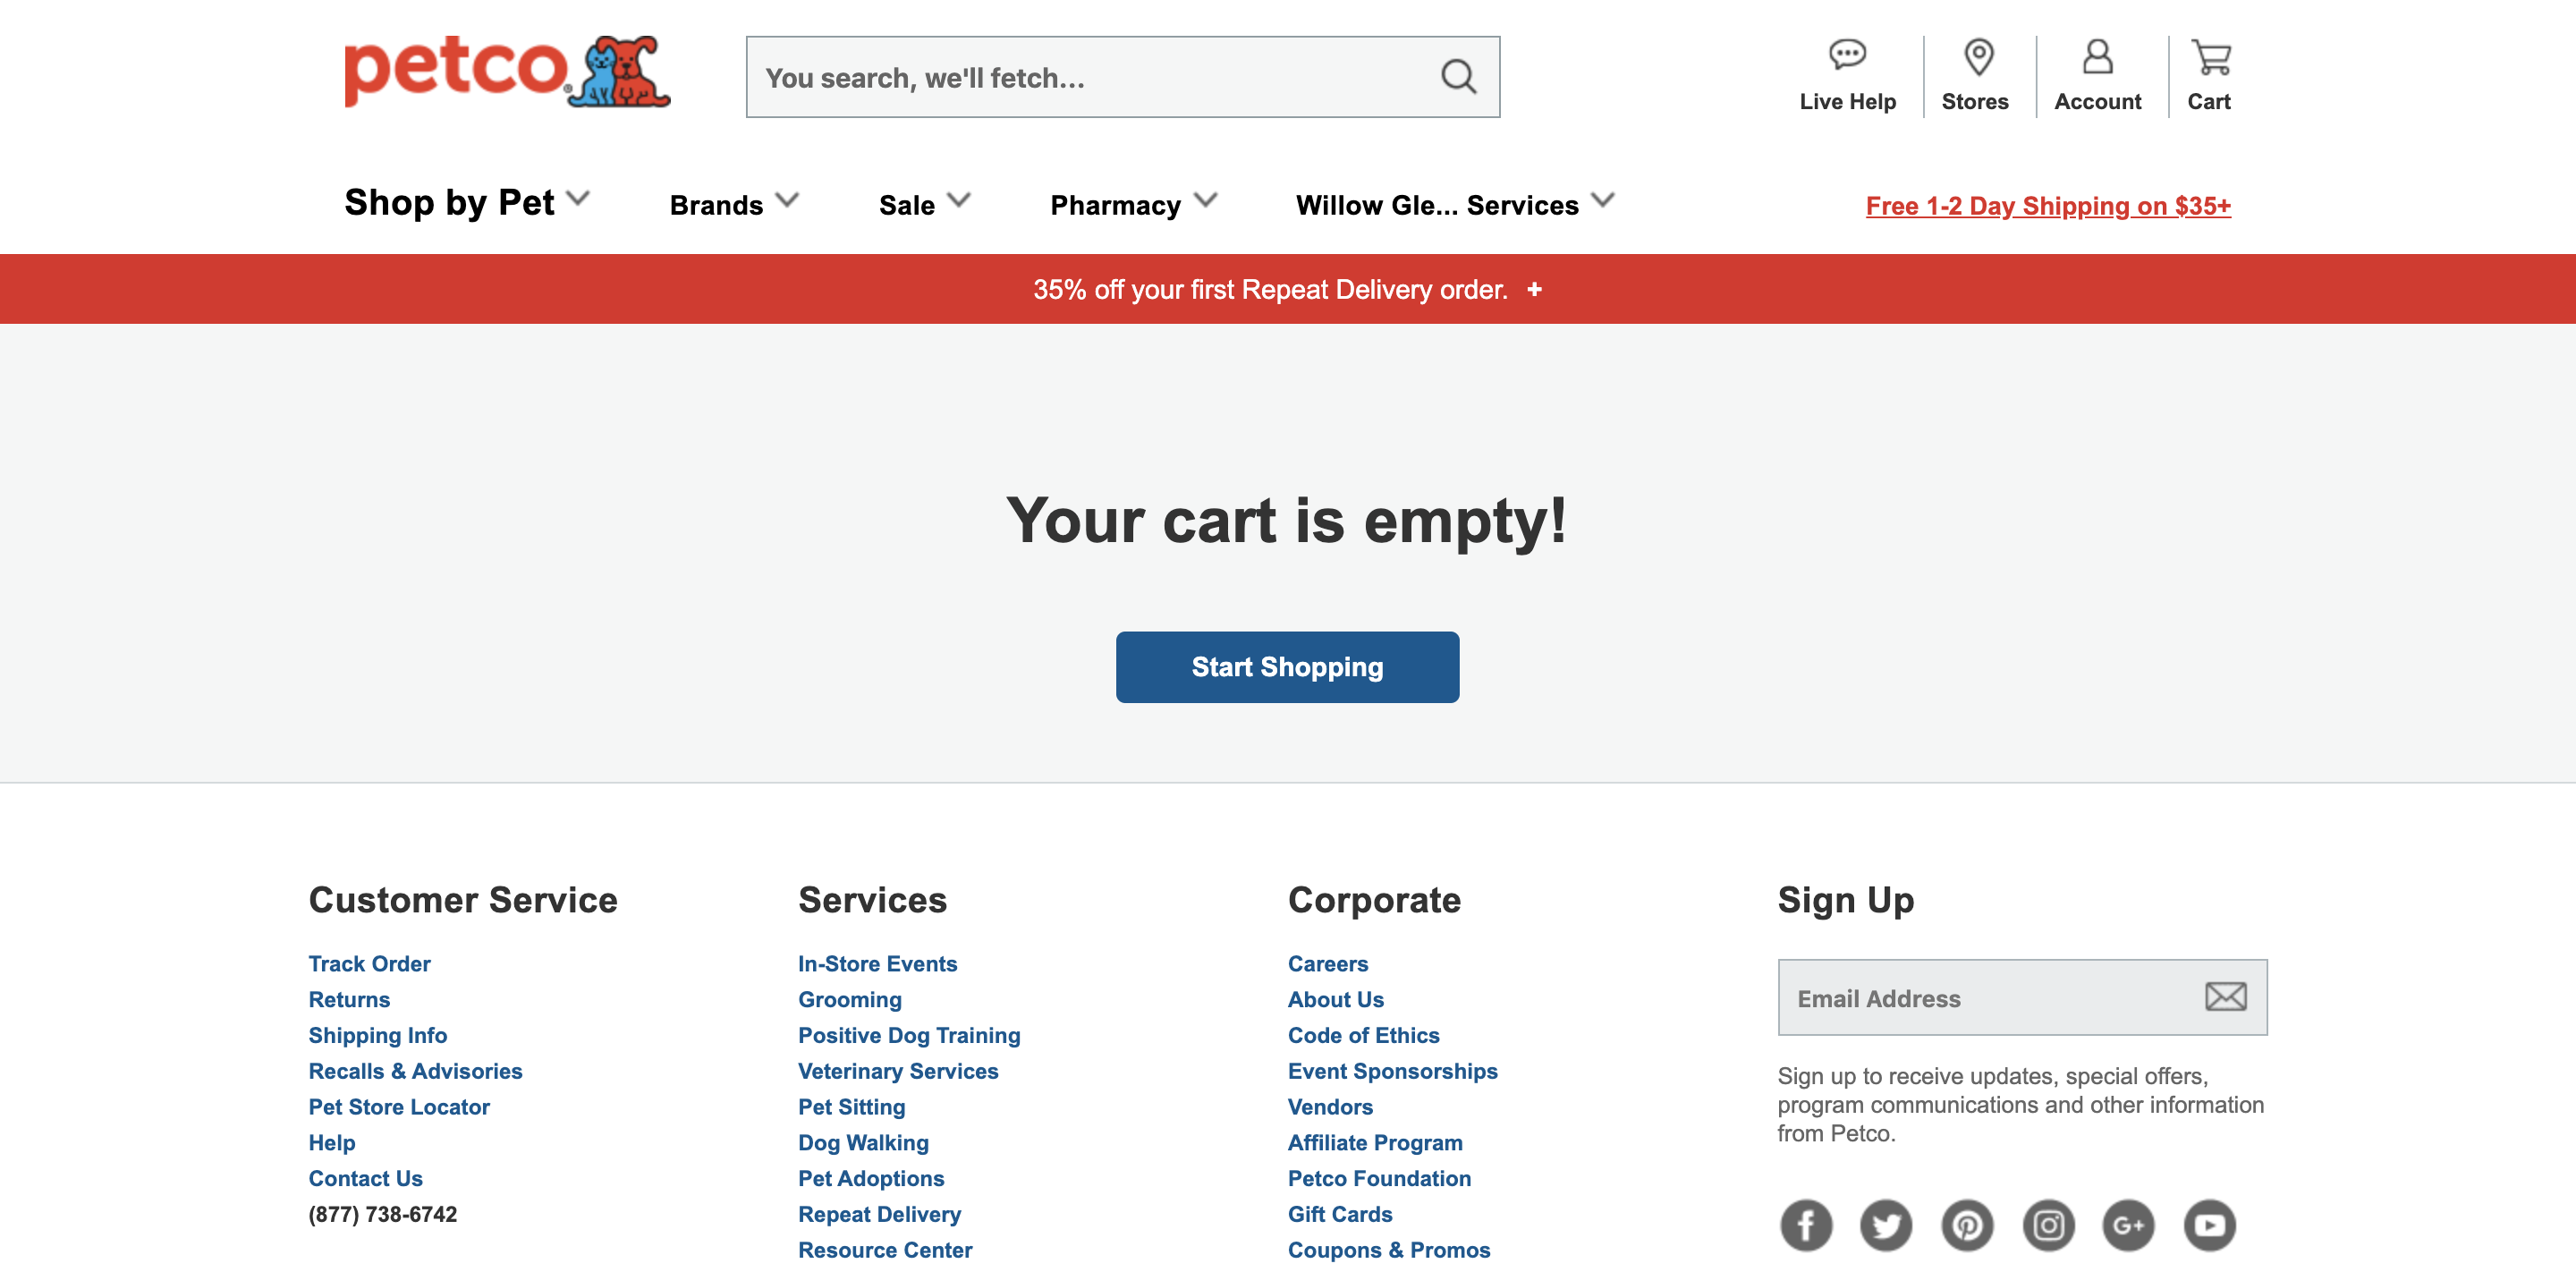 petco
You search, we'll fetch...
Live Help
Stores
Account
Cart
Shop by Pet
Brands
Sale
Pharmacy
Willow Gle... Services
Free 1-2 Day Shipping on $35+
35% off your first Repeat Delivery order. +
Your cart is empty!
Start Shopping
Customer Service
Track Order
Returns
Shipping Info
Recalls & Advisories
Pet Store Locator
Help
Contact Us
(877) 738-6742
Services
In-Store Events
Grooming
Positive Dog Training
Veterinary Services
Pet Sitting
Dog Walking
Pet Adoptions
Repeat Delivery
Resource Center
Corporate
Careers
About Us
Code of Ethics
Event Sponsorships
Vendors
Affiliate Program
Petco Foundation
Gift Cards
Coupons & Promos
Sign Up
Email Address
Sign up to receive updates, special offers,
program communications and other information
from Petco.
G+